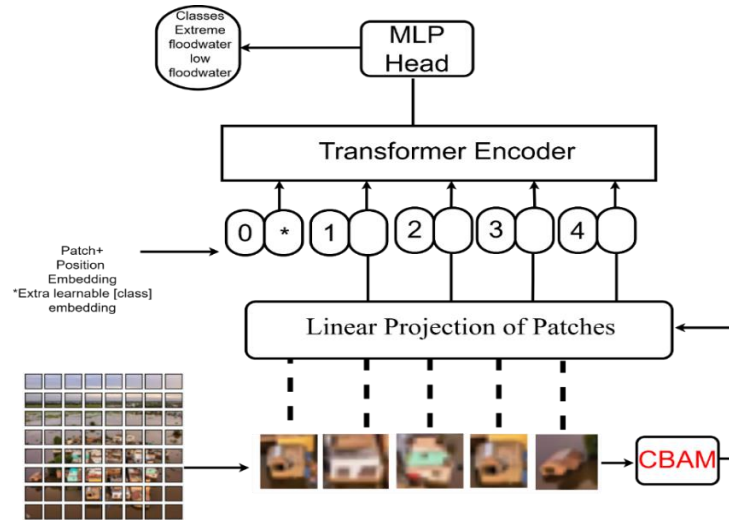 Classes
Extreme
floodwater
low
floodwater
MLP
Head
Transformer Encoder
0 * 1 2 3 4
Patch+
Position
Embedding
*Extra learnable [class]
embedding
Linear Projection of Patches
CBAM